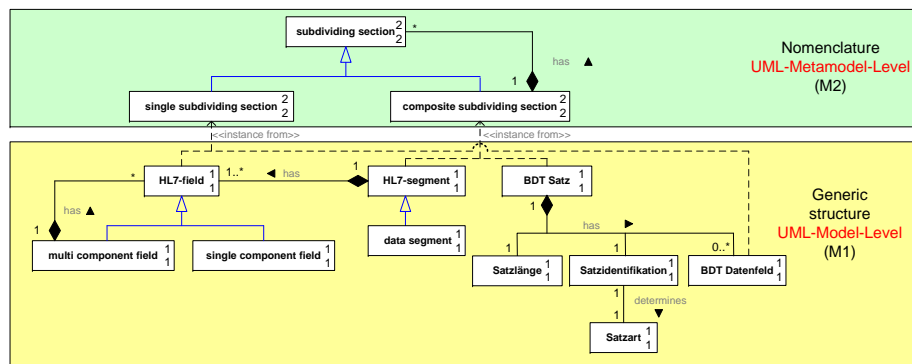 subdividing section 2
2
*
has ▲
1
Nomenclature
UML-Metamodel-Level
(M2)
single subdividing section 2
2
composite subdividing section 2
2
<<instance from>>
<<instance from>>
HL7-field 1
1
*
1..*
◄ has
1
HL7-segment 1
1
BDT Satz 1
1
has ▲
1
1
has ►
Generic
structure
UML-Model-Level
(M1)
multi component field 1
1
single component field 1
1
data segment 1
1
1
1
0..*
Satzlänge 1
1
Satzidentifikation 1
1
BDT Datenfeld 1
1
1
determines
▼
1
Satzart 1
1